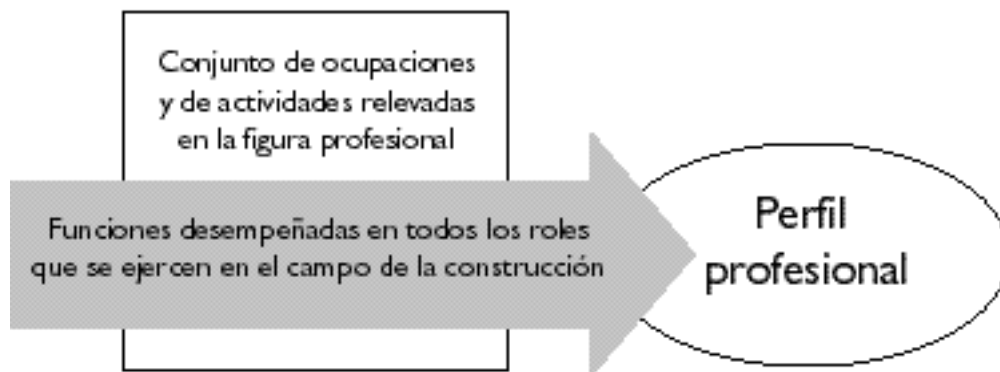 Conjunto de ocupaciones
y de actividades relevadas
en la figura profesional
Funciones desempeñadas en todos los roles
que se ejercen en el campo de la construcción
Perfil
profesional